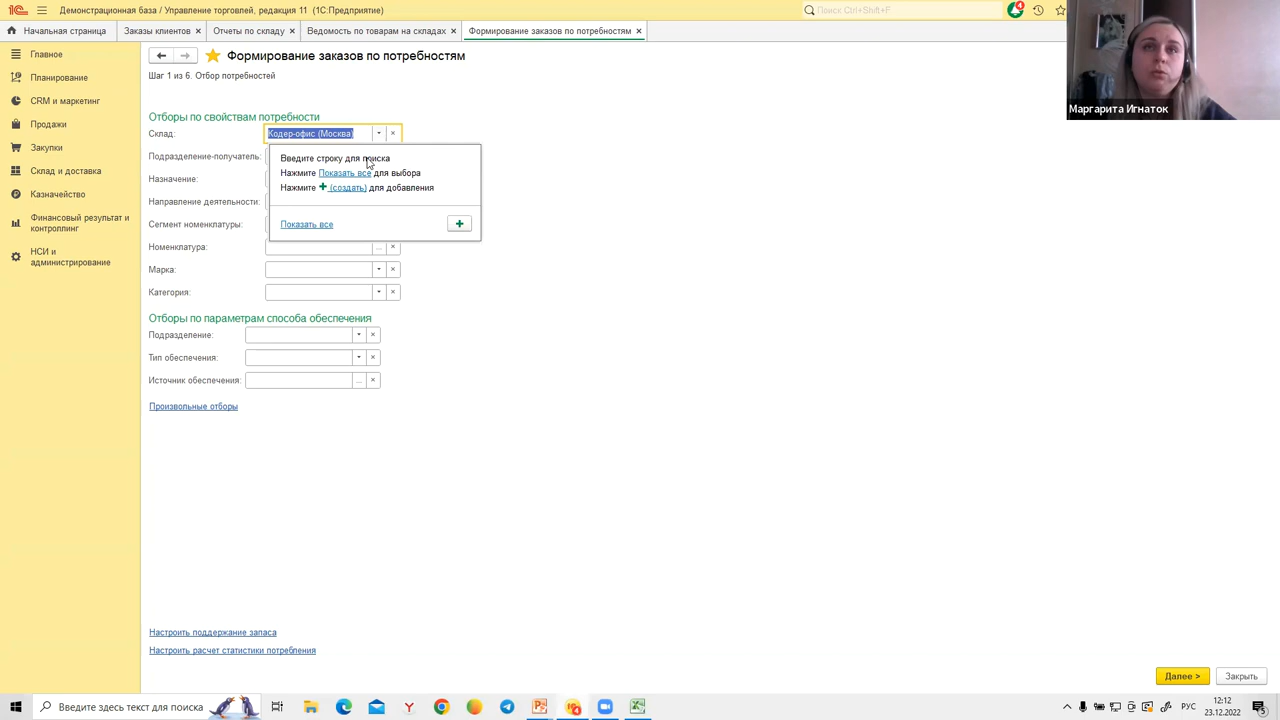 1С Демонстрационная база / Управление торговлей, редакция 11 (1С:Предприятие)
Поиск Ctrl+Shift+F
4
Начальная страница
Заказы клиентов ×
Отчеты по складу ×
Ведомость по товарам на складах ×
Формирование заказов по потребностям ×
Главное
Планирование
CRM и маркетинг
Продажи
Закупки
Склад и доставка
Казначейство
Финансовый результат и
контроллинг
НСИ и
администрирование
Формирование заказов по потребностям
Шаг 1 из 6. Отбор потребностей
Отборы по свойствам потребности
Склад: Кодер-офис (Москва)
Подразделение-получатель:
Назначение:
Направление деятельности:
Сегмент номенклатуры:
Номенклатура:
Марка:
Категория:
Введите строку для поиска
Нажмите Показать все для выбора
Нажмите + (создать) для добавления
Показать все
Отборы по параметрам способа обеспечения
Подразделение:
Тип обеспечения:
Источник обеспечения:
Произвольные отборы
Настроить поддержание запаса
Настроить расчет статистики потребления
Далее >
Закрыть
Маргарита Игнаток
Введите здесь текст для поиска
РУС
12:12
23.12.2022